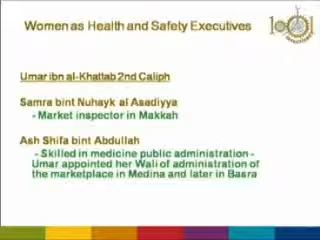 Women as Health and Safety Executives
1001
Umar ibn al-Khattab 2nd Caliph
Samra bint Nuhayk al Asadiyya
- Market inspector in Makkah
Ash Shifa bint Abdullah
- Skilled in medicine public administration -
Umar appointed her Wali of administration of
the marketplace in Medina and later in Basra